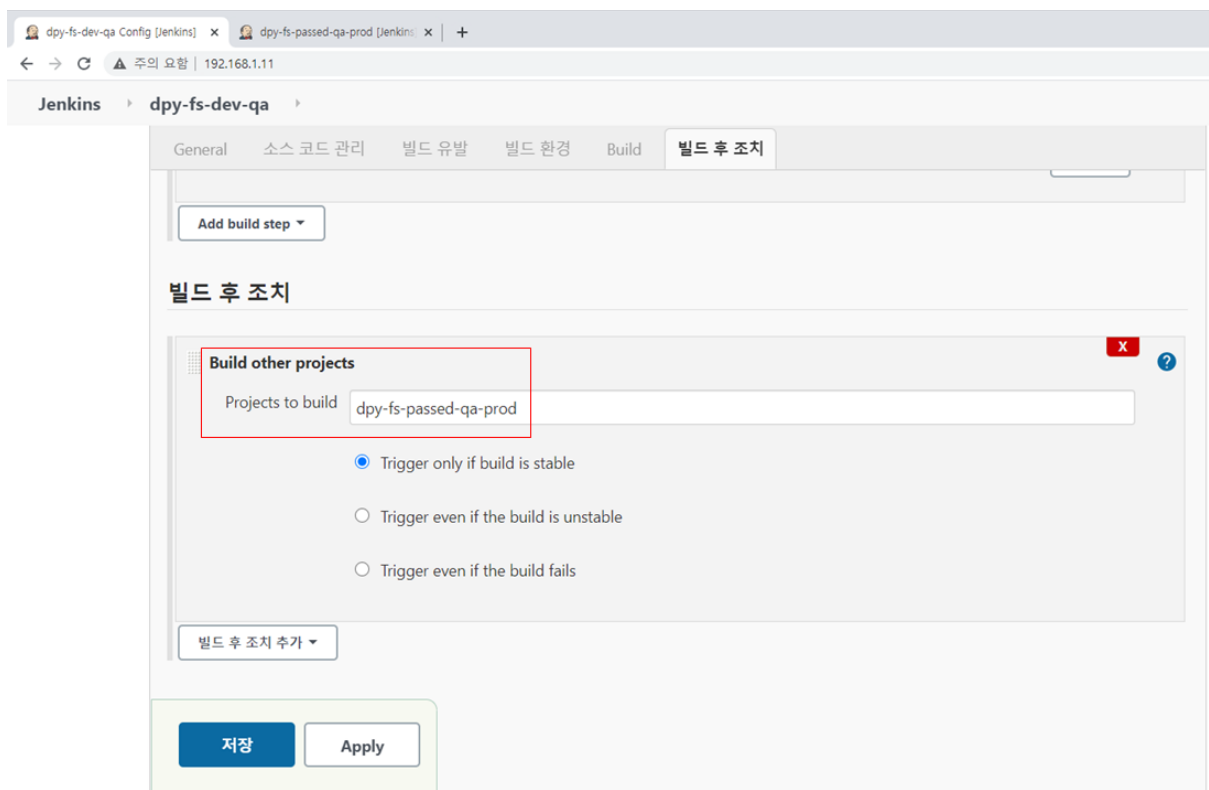 dpy-fs-dev-qa Config [Jenkins] x dpy-fs-passed-qa-prod [Jenkins x +
주의 요함 | 192.168.1.11
Jenkins dpy-fs-dev-qa
General 소스 코드 관리 빌드 유발 빌드 환경 Build 빌드 후 조치
Add build step
빌드 후 조치
X
Build other projects ?
Projects to build dpy-fs-passed-qa-prod
Trigger only if build is stable
Trigger even if the build is unstable
Trigger even if the build fails
빌드 후 조치 추가
저장 Apply